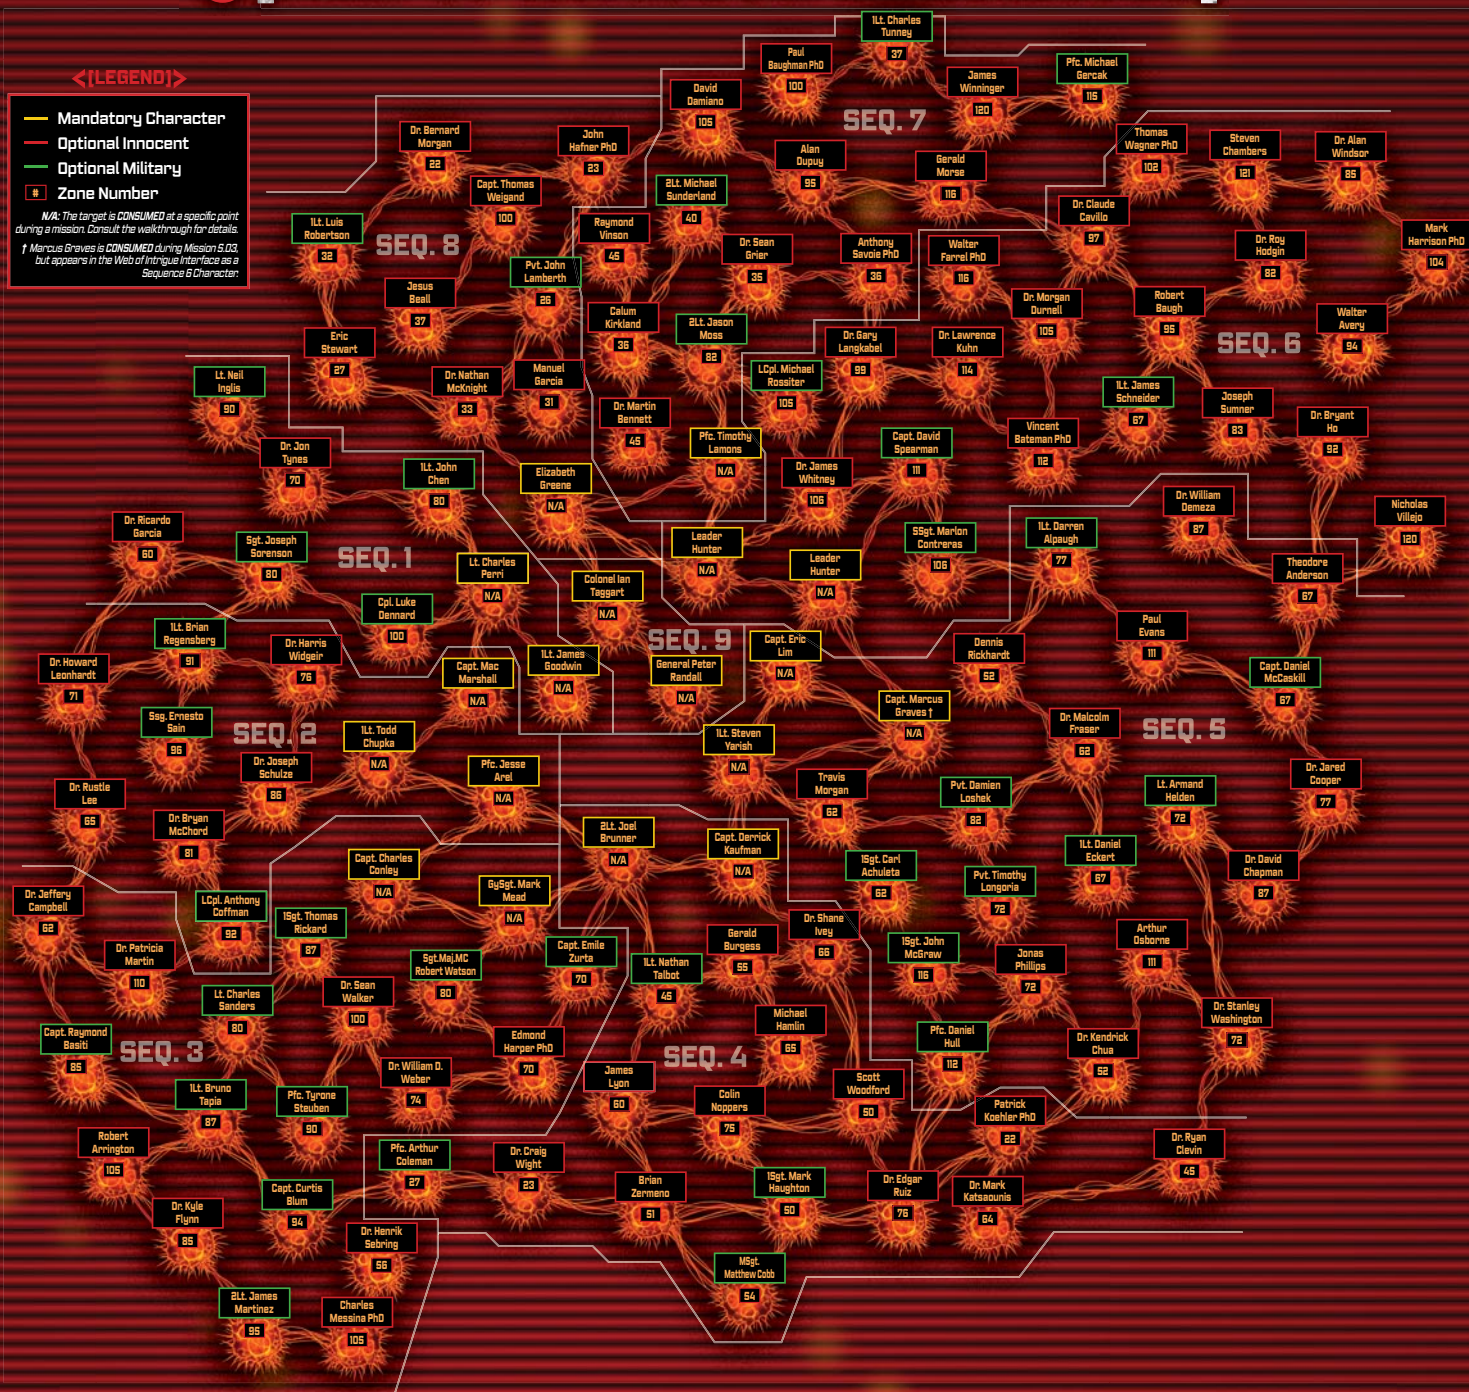 <[LEGEND]>
Mandatory Character
Optional Innocent
Optional Military
# Zone Number
N/A: The target is CONSUMED at a specific point
during a mission. Consult the walkthrough for details.
† Marcus Graves is CONSUMED during Mission 5.03,
but appears in the Web of Intrigue Interface as a
Sequence 6 Character.
1Lt. Charles
Tunney
37
Paul
Baughman PhD
100
James
Winninger
120
Pfc. Michael
Gercak
115
David
Damiano
105
SEQ. 7
Dr. Bernard
Morgan
22
John
Hafner PhD
23
Alan
Dupuy
95
Gerald
Morse
116
Thomas
Wagner PhD
102
Steven
Chambers
121
Dr. Alan
Windsor
85
Capt. Thomas
Weigand
100
2Lt. Michael
Sunderland
40
Dr. Claude
Cavillo
97
1Lt. Luis
Robertson
32
SEQ. 8
Raymond
Vinson
45
Dr. Sean
Grier
35
Anthony
Savoie PhD
36
Walter
Farrel PhD
116
Dr. Roy
Hodgin
82
Mark
Harrison PhD
104
Pvt. John
Lamberth
26
Jesus
Beall
37
Calum
Kirkland
36
2Lt. Jason
Moss
82
Dr. Morgan
Durnell
105
Robert
Baugh
95
Walter
Avery
94
SEQ. 6
Eric
Stewart
27
Dr. Gary
Langkabel
99
Dr. Lawrence
Kuhn
114
Lt. Neil
Inglis
90
Dr. Nathan
McKnight
33
Manuel
Garcia
31
LCpl. Michael
Rossiter
105
1Lt. James
Schneider
67
Joseph
Sumner
83
Dr. Martin
Bennett
45
Dr. Bryant
Ho
92
Dr. Jon
Tynes
70
Pfc. Timothy
Lamons
N/A
Capt. David
Spearman
111
Vincent
Bateman PhD
112
1Lt. John
Chen
80
Elizabeth
Greene
N/A
Dr. James
Whitney
106
Dr. William
Demeza
87
Nicholas
Villejo
120
Dr. Ricardo
Garcia
60
Sgt. Joseph
Sorenson
80
SEQ. 1
Leader
Hunter
N/A
SSgt. Marlon
Contreras
106
1Lt. Darren
Alpaugh
77
Lt. Charles
Perri
N/A
Colonel Ian
Taggart
N/A
Leader
Hunter
N/A
Theodore
Anderson
67
Cpl. Luke
Dennard
100
1Lt. Brian
Regensberg
91
Dr. Harris
Widgeir
76
SEQ. 9
Capt. Eric
Lim
N/A
Dennis
Rickhardt
52
Paul
Evans
111
Dr. Howard
Leonhardt
71
Capt. Mac
Marshall
N/A
1Lt. James
Goodwin
N/A
General Peter
Randall
N/A
Capt. Daniel
McCaskill
67
Ssg. Ernesto
Sain
96
SEQ. 2
1Lt. Todd
Chupka
N/A
Capt. Marcus
Graves †
N/A
1Lt. Steven
Yarish
N/A
Dr. Malcolm
Fraser
62
SEQ. 5
Dr. Joseph
Schulze
86
Pfc. Jesse
Arel
N/A
Travis
Morgan
62
Pvt. Damien
Loshek
82
Lt. Armand
Helden
72
Dr. Jared
Cooper
77
Dr. Rustle
Lee
65
Dr. Bryan
McChord
81
2Lt. Joel
Brunner
N/A
Capt. Derrick
Kaufman
N/A
Capt. Charles
Conley
N/A
1Sgt. Carl
Achuleta
62
1Lt. Daniel
Eckert
67
Dr. David
Chapman
87
Dr. Jeffery
Campbell
62
LCpl. Anthony
Coffman
92
GySgt. Mark
Mead
N/A
Pvt. Timothy
Longoria
72
1Sgt. Thomas
Rickard
87
Dr. Shane
Ivey
66
Dr. Patricia
Martin
110
Sgt.Maj.MC
Robert Watson
80
Capt. Emile
Zurta
70
1Lt. Nathan
Talbot
45
Gerald
Burgess
55
1Sgt. John
McGraw
116
Jonas
Phillips
72
Arthur
Osborne
111
Lt. Charles
Sanders
80
Dr. Sean
Walker
100
Michael
Hamlin
65
Dr. Stanley
Washington
72
Capt. Raymond
Basiti
85
SEQ. 3
Edmond
Harper PhD
70
SEQ. 4
Pfc. Daniel
Hull
112
Dr. Kendrick
Chua
52
Dr. William D.
Weber
74
James
Lyon
60
Scott
Woodford
50
1Lt. Bruno
Tapia
87
Pfc. Tyrone
Steuben
90
Colin
Noppers
75
Patrick
Koehler PhD
22
Robert
Arrington
105
Pfc. Arthur
Coleman
27
Dr. Craig
Wight
23
Dr. Ryan
Clevin
45
Capt. Curtis
Blum
94
Brian
Zermeno
51
1Sgt. Mark
Haughton
50
Dr. Edgar
Ruiz
76
Dr. Mark
Katsaounis
64
Dr. Kyle
Flynn
85
Dr. Henrik
Sebring
56
MSgt.
Matthew Cobb
54
2Lt. James
Martinez
95
Charles
Messina PhD
105